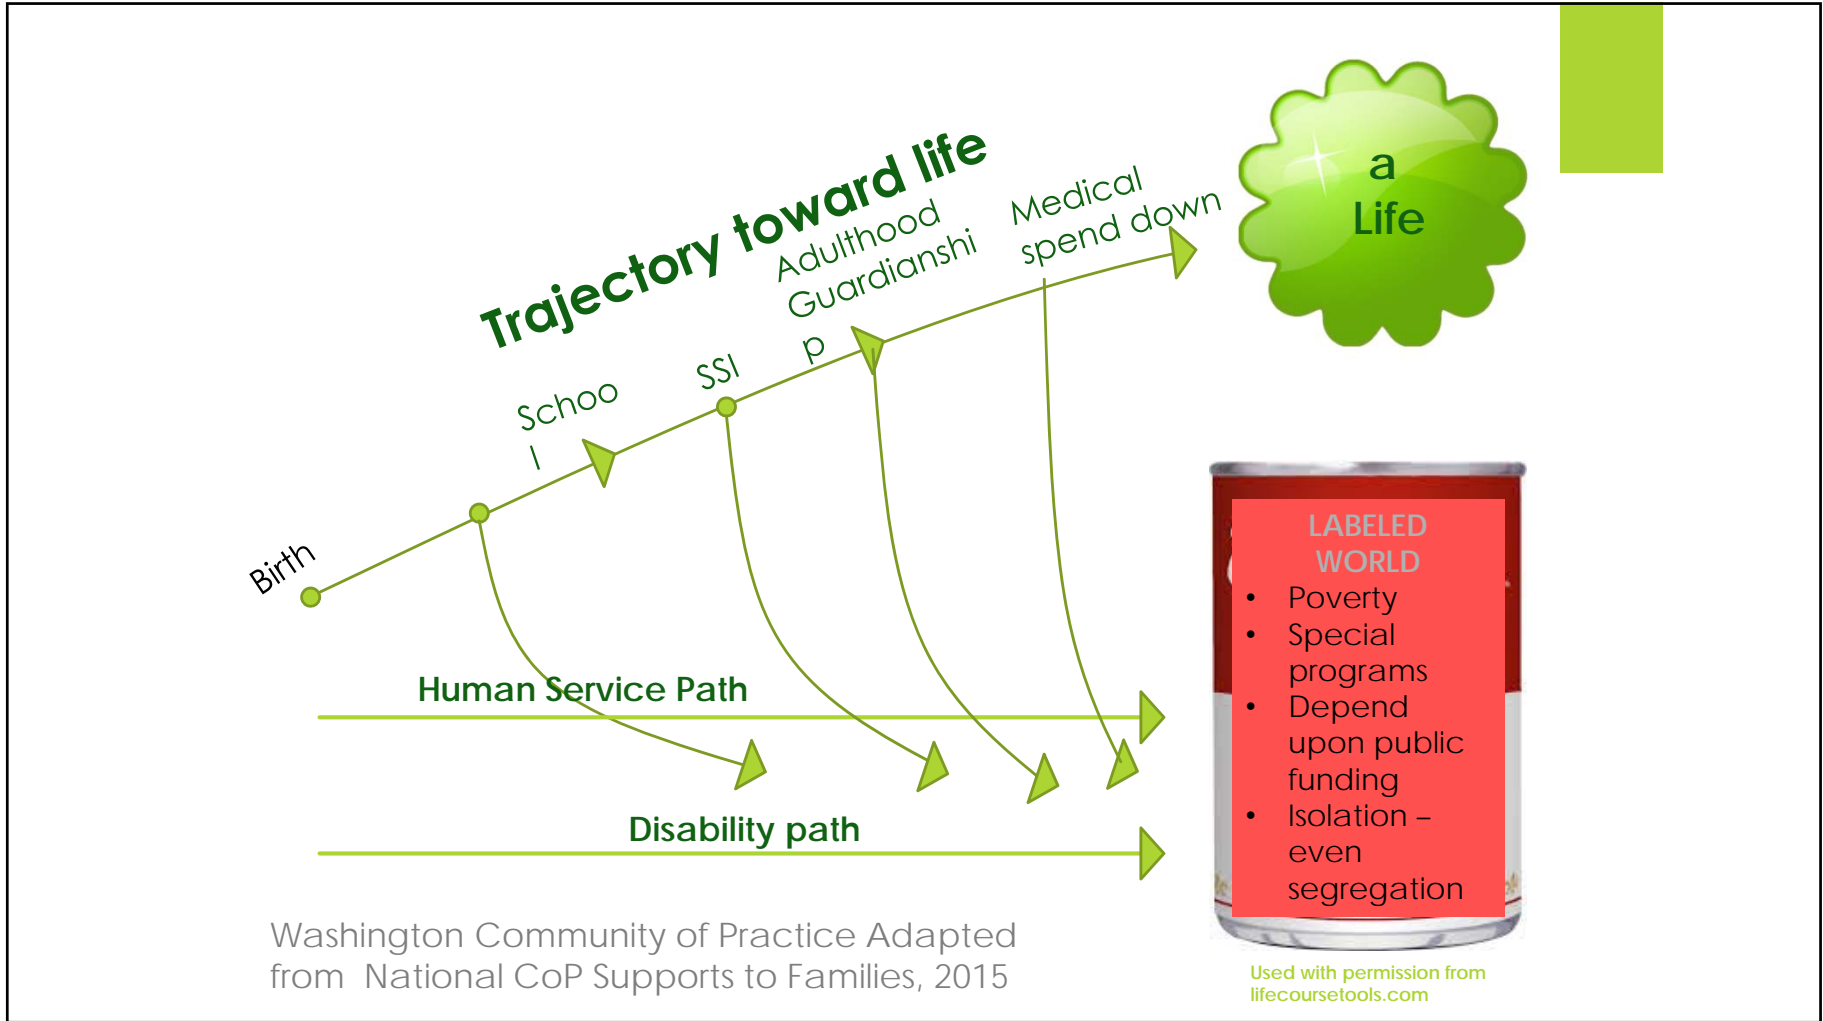 Trajectory toward life
a
Life
Medical
spend down
Adulthood
Guardianshi
p
SSI
Schoo
l
Birth
Human Service Path
Disability path
LABELED
WORLD
• Poverty
• Special
programs
• Depend
upon public
funding
• Isolation –
even
segregation
Washington Community of Practice Adapted
from National CoP Supports to Families, 2015
Used with permission from
lifecoursetools.com